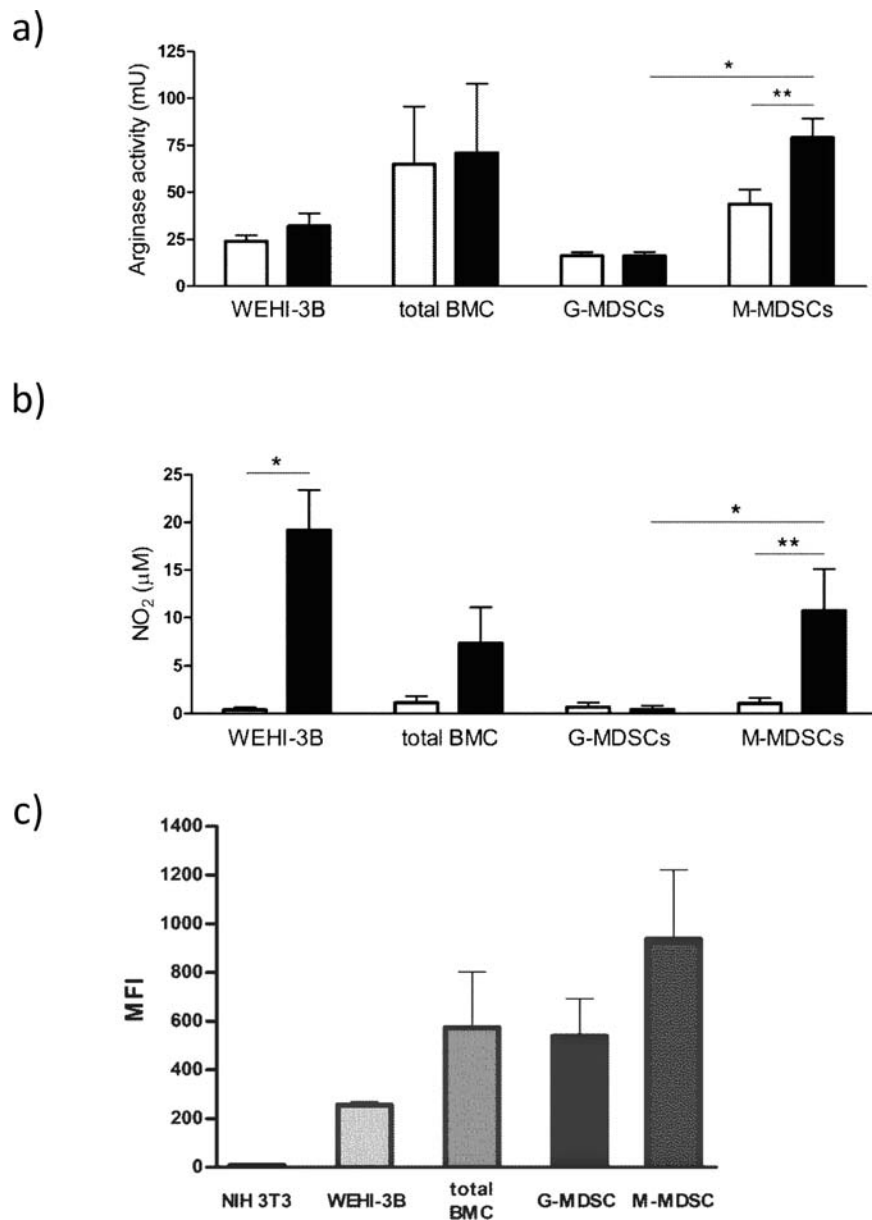 a)
Arginase activity (mU)
125
100
75
50
25
0
*
**
WEHI-3B total BMC G-MDSCs M-MDSCs
b)
NO₂ (μM)
25
20
15
10
5
0
*
*
**
WEHI-3B total BMC G-MDSCs M-MDSCs
c)
MFI
1400
1200
1000
800
600
400
200
0
NIH 3T3 WEHI-3B total BMC G-MDSC M-MDSC